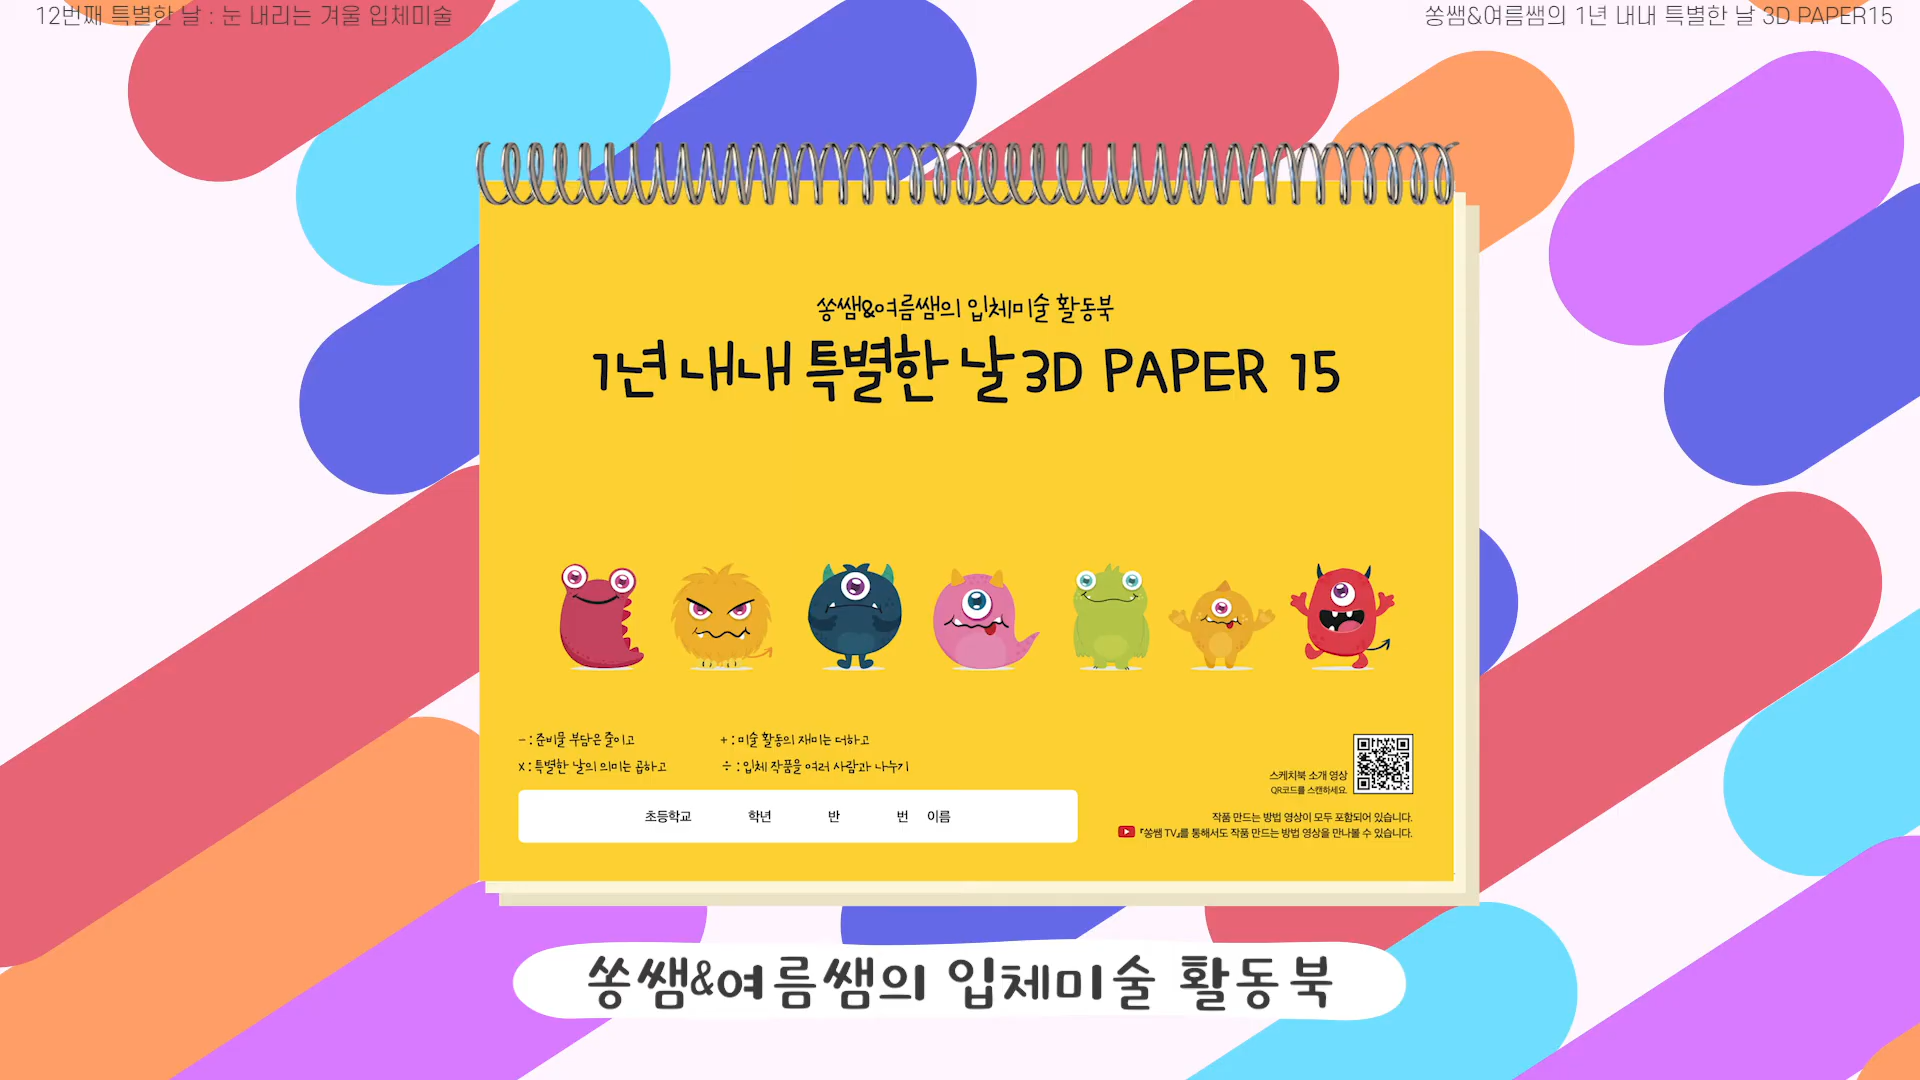 12번째 특별한 날 : 눈 내리는 겨울 입체미술
쏭쌤&여름쌤의 1년 내내 특별한 날 3D PAPER15
쏭쌤&여름쌤의 입체미술 활동북
1년 내내 특별한 날 3D PAPER 15
- : 준비물 부담은 줄이고
+ : 미술 활동의 재미는 더하고
x : 특별한 날의 의미는 곱하고
÷ : 입체 작품을 여러 사람과 나누기
초등학교 학년 반 번 이름
스케치북 소개 영상
QR코드를 스캔하세요.
작품 만드는 방법 영상이 모두 포함되어 있습니다.
『쏭쌤 TV』를 통해서도 작품 만드는 방법 영상을 만나볼 수 있습니다.
쏭쌤&여름쌤의 입체미술 활동북